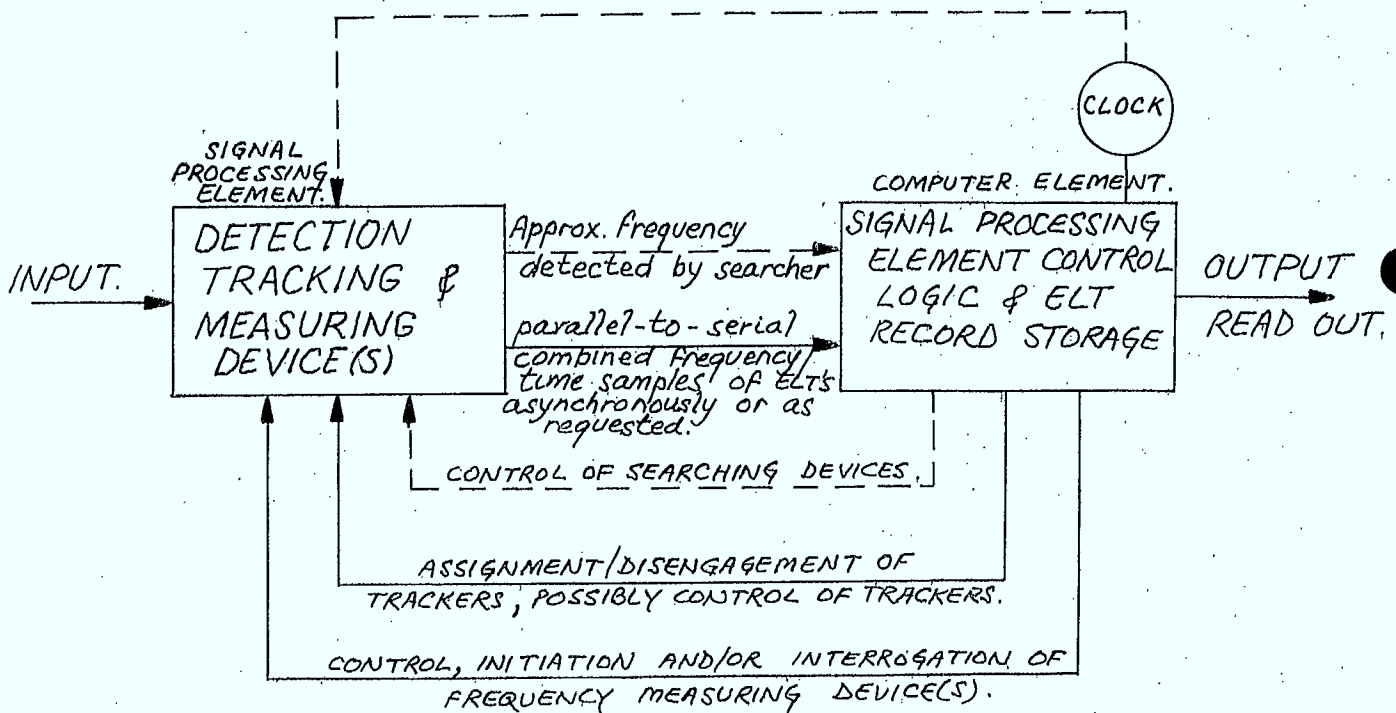 CLOCK
SIGNAL
PROCESSING
ELEMENT.
COMPUTER ELEMENT.
INPUT.
DETECTION
TRACKING &
MEASURING
DEVICE(S)
Approx. frequency
detected by searcher
parallel-to-serial
combined frequency/
time samples of ELT's
asynchronously or as
requested.
SIGNAL PROCESSING
ELEMENT CONTROL
LOGIC & ELT
RECORD STORAGE
OUTPUT
READ OUT.
CONTROL OF SEARCHING DEVICES.
ASSIGNMENT/DISENGAGEMENT OF
TRACKERS, POSSIBLY CONTROL OF TRACKERS.
CONTROL, INITIATION AND/OR INTERROGATION OF
FREQUENCY MEASURING DEVICE(S).